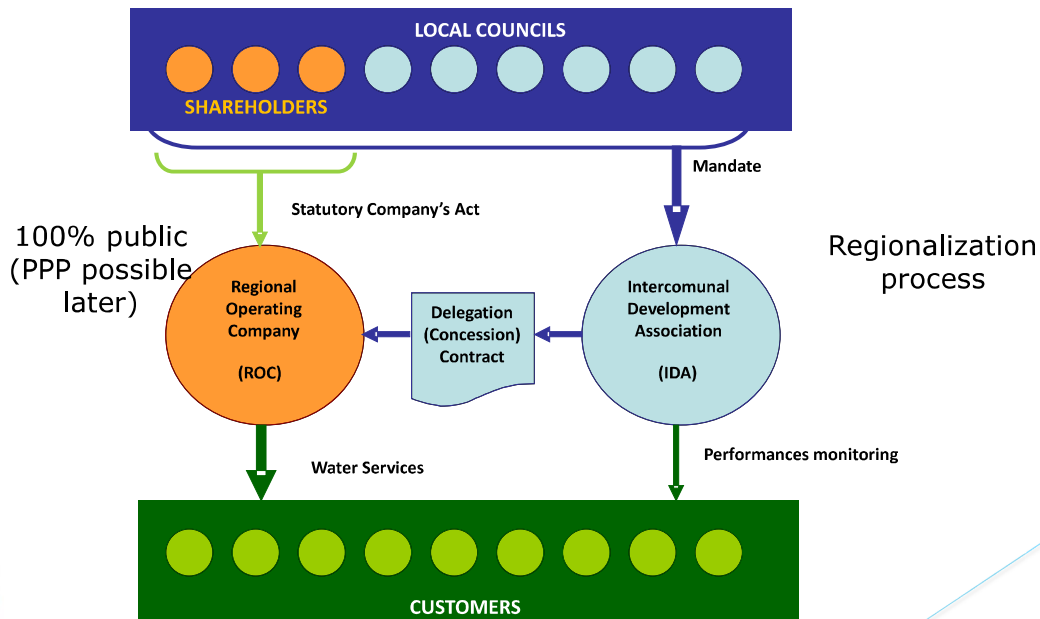 LOCAL COUNCILS
SHAREHOLDERS
Mandate
Statutory Company's Act
100% public
(PPP possible
later)
Regionalization
process
Regional
Operating
Company
(ROC)
Delegation
(Concession)
Contract
Intercomunal
Development
Association
(IDA)
Water Services
Performances monitoring
CUSTOMERS